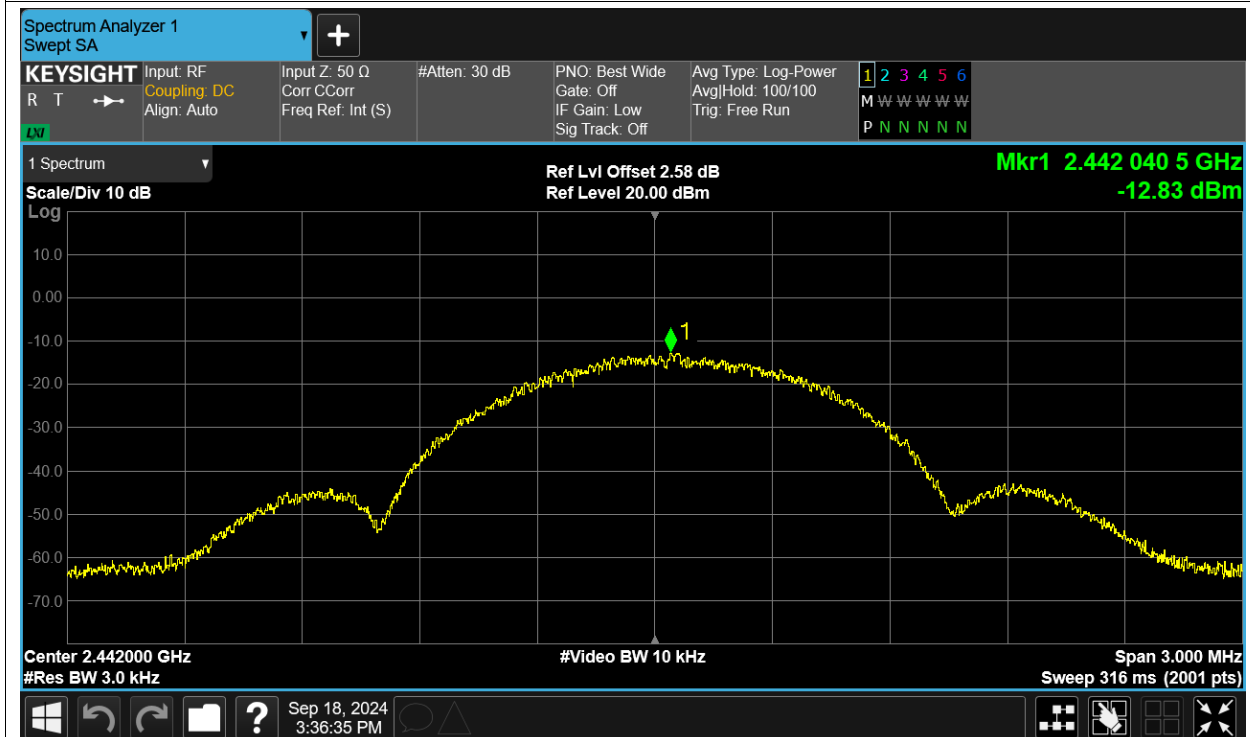 Spectrum Analyzer 1
Swept SA
+
KEYSIGHT
R T
LXI
Input: RF
Coupling: DC
Align: Auto
Input Z: 50 Ω
Corr CCorr
Freq Ref: Int (S)
#Atten: 30 dB
PNO: Best Wide
Gate: Off
IF Gain: Low
Sig Track: Off
Avg Type: Log-Power
Avg|Hold: 100/100
Trig: Free Run
1 2 3 4 5 6
M W W W W W
P N N N N N
1 Spectrum
Scale/Div 10 dB
Log
Ref Lvl Offset 2.58 dB
Ref Level 20.00 dBm
Mkr1 2.442 040 5 GHz
-12.83 dBm
10.0
0.00
-10.0
-20.0
-30.0
-40.0
-50.0
-60.0
-70.0
1
Center 2.442000 GHz
#Res BW 3.0 kHz
#Video BW 10 kHz
Span 3.000 MHz
Sweep 316 ms (2001 pts)
?
Sep 18, 2024
3:36:35 PM